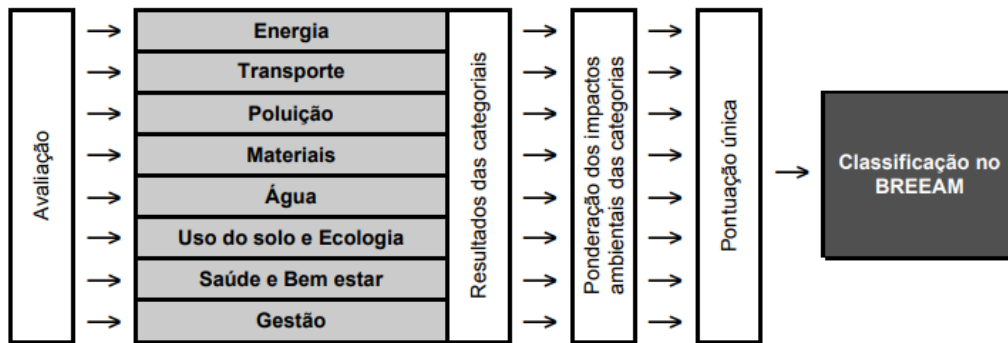 Avaliação
Energia
Transporte
Poluição
Materiais
Água
Uso do solo e Ecologia
Saúde e Bem estar
Gestão
Resultados das categoriais
Ponderação dos impactos
ambientais das categorias
Pontuação única
Classificação no
BREEAM